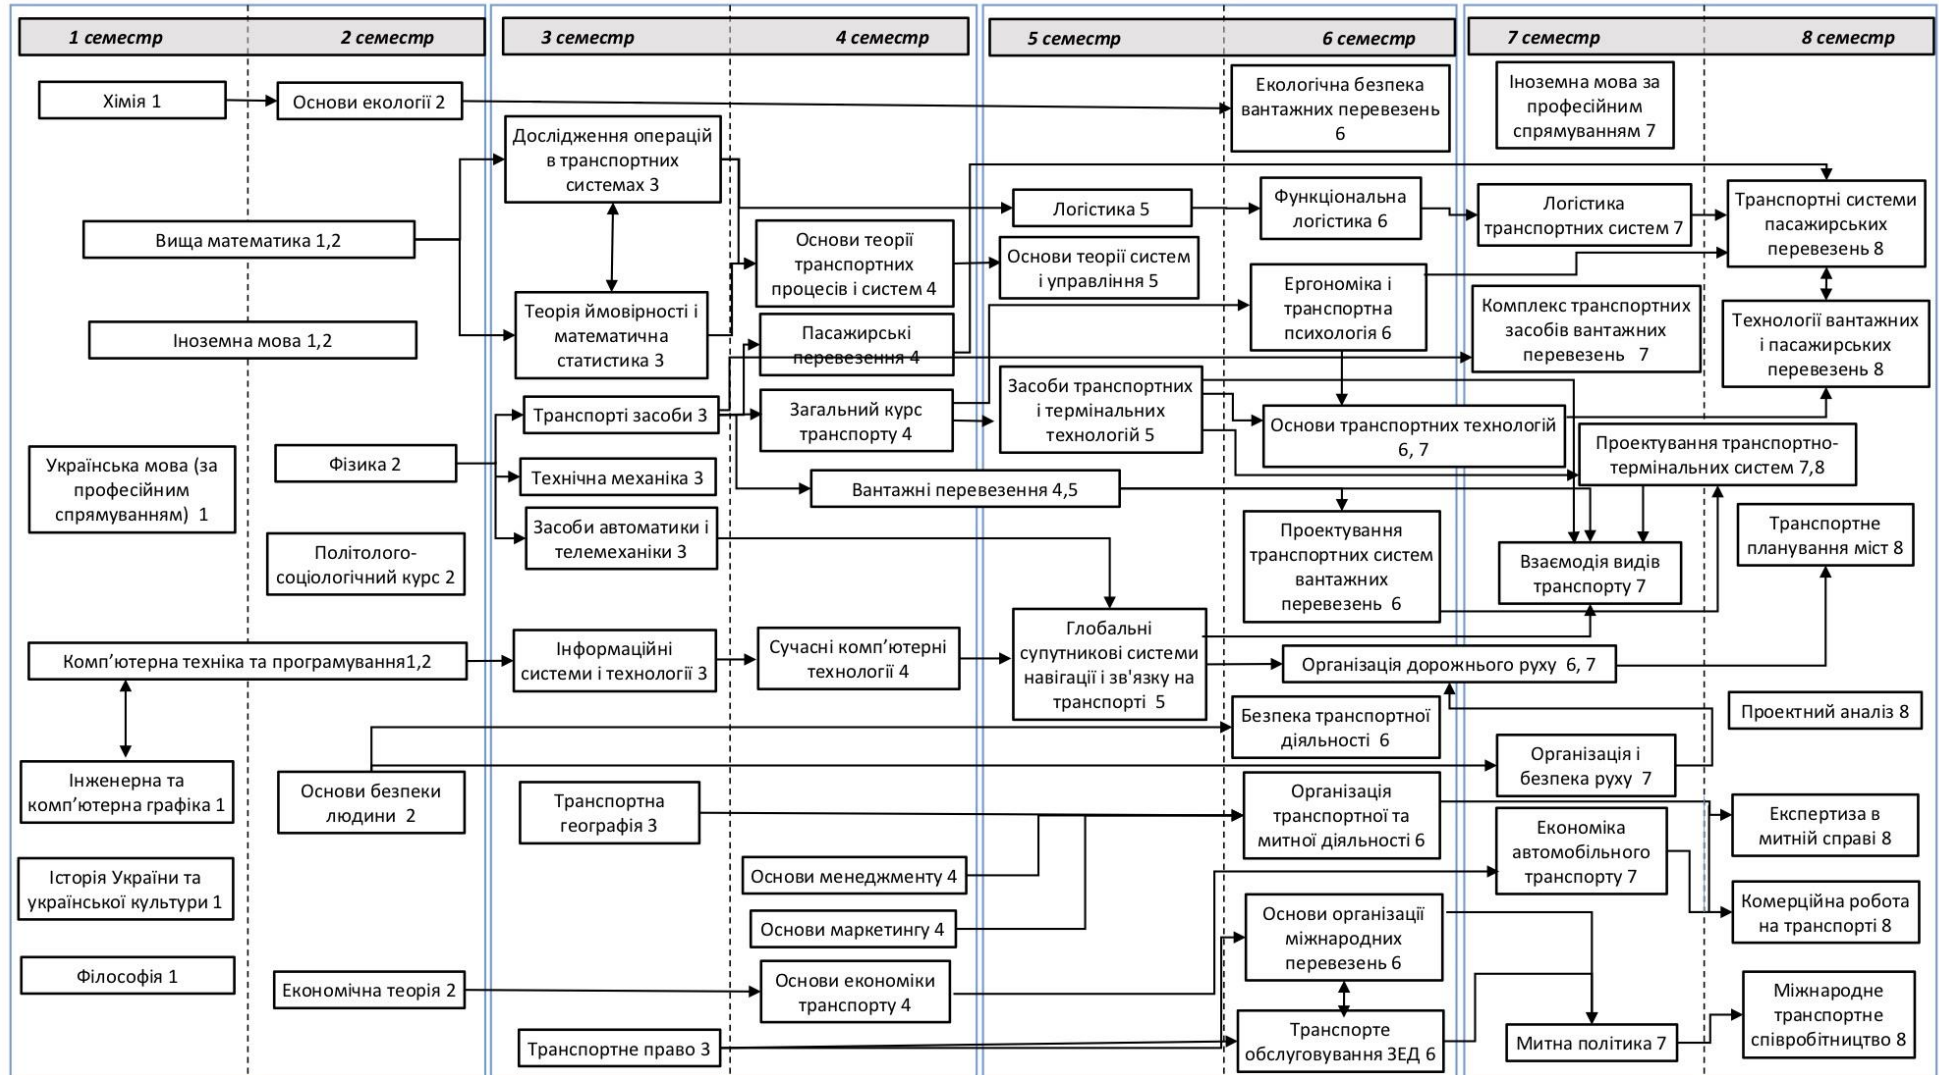 1 семестр
2 семестр
3 семестр
4 семестр
5 семестр
6 семестр
7 семестр
8 семестр
Хімія 1
Вища математика 1,2
Іноземна мова 1,2
Українська мова (за
професійним
спрямуванням) 1
Комп’ютерна техніка та програмування1,2
Інженерна та
комп’ютерна графіка 1
Історія України та
української культури 1
Філософія 1
Основи екології 2
Фізика 2
Політолого-
соціологічний курс 2
Основи безпеки
людини 2
Економічна теорія 2
Дослідження операцій
в транспортних
системах 3
Теорія ймовірності і
математична
статистика 3
Транспорті засоби 3
Технічна механіка 3
Засоби автоматики і
телемеханіки 3
Інформаційні
системи і технології 3
Транспортна
географія 3
Транспортне право 3
Основи теорії
транспортних
процесів і систем 4
Пасажирські
перевезення 4
Загальний курс
транспорту 4
Вантажні перевезення 4,5
Сучасні комп’ютерні
технології 4
Основи менеджменту 4
Основи маркетингу 4
Основи економіки
транспорту 4
Логістика 5
Основи теорії систем
і управління 5
Засоби транспортних
і термінальних
технологій 5
Глобальні
супутникові системи
навігації і зв'язку на
транспорті 5
Екологічна безпека
вантажних перевезень
6
Функціональна
логістика 6
Ергономіка і
транспортна
психологія 6
Основи транспортних технологій
6, 7
Проектування
транспортних систем
вантажних
перевезень 6
Організація дорожнього руху 6, 7
Безпека транспортної
діяльності 6
Організація
транспортної та
митної діяльності 6
Основи організації
міжнародних
перевезень 6
Транспорте
обслуговування ЗЕД 6
Іноземна мова за
професійним
спрямуванням 7
Логістика
транспортних систем 7
Комплекс транспортних
засобів вантажних
перевезень 7
Проектування транспортно-
термінальних систем 7,8
Взаємодія видів
транспорту 7
Організація і
безпека руху 7
Економіка
автомобільного
транспорту 7
Митна політика 7
Транспортні системи
пасажирських
перевезень 8
Технології вантажних
і пасажирських
перевезень 8
Транспортне
планування міст 8
Проектний аналіз 8
Експертиза в
митній справі 8
Комерційна робота
на транспорті 8
Міжнародне
транспортне
співробітництво 8